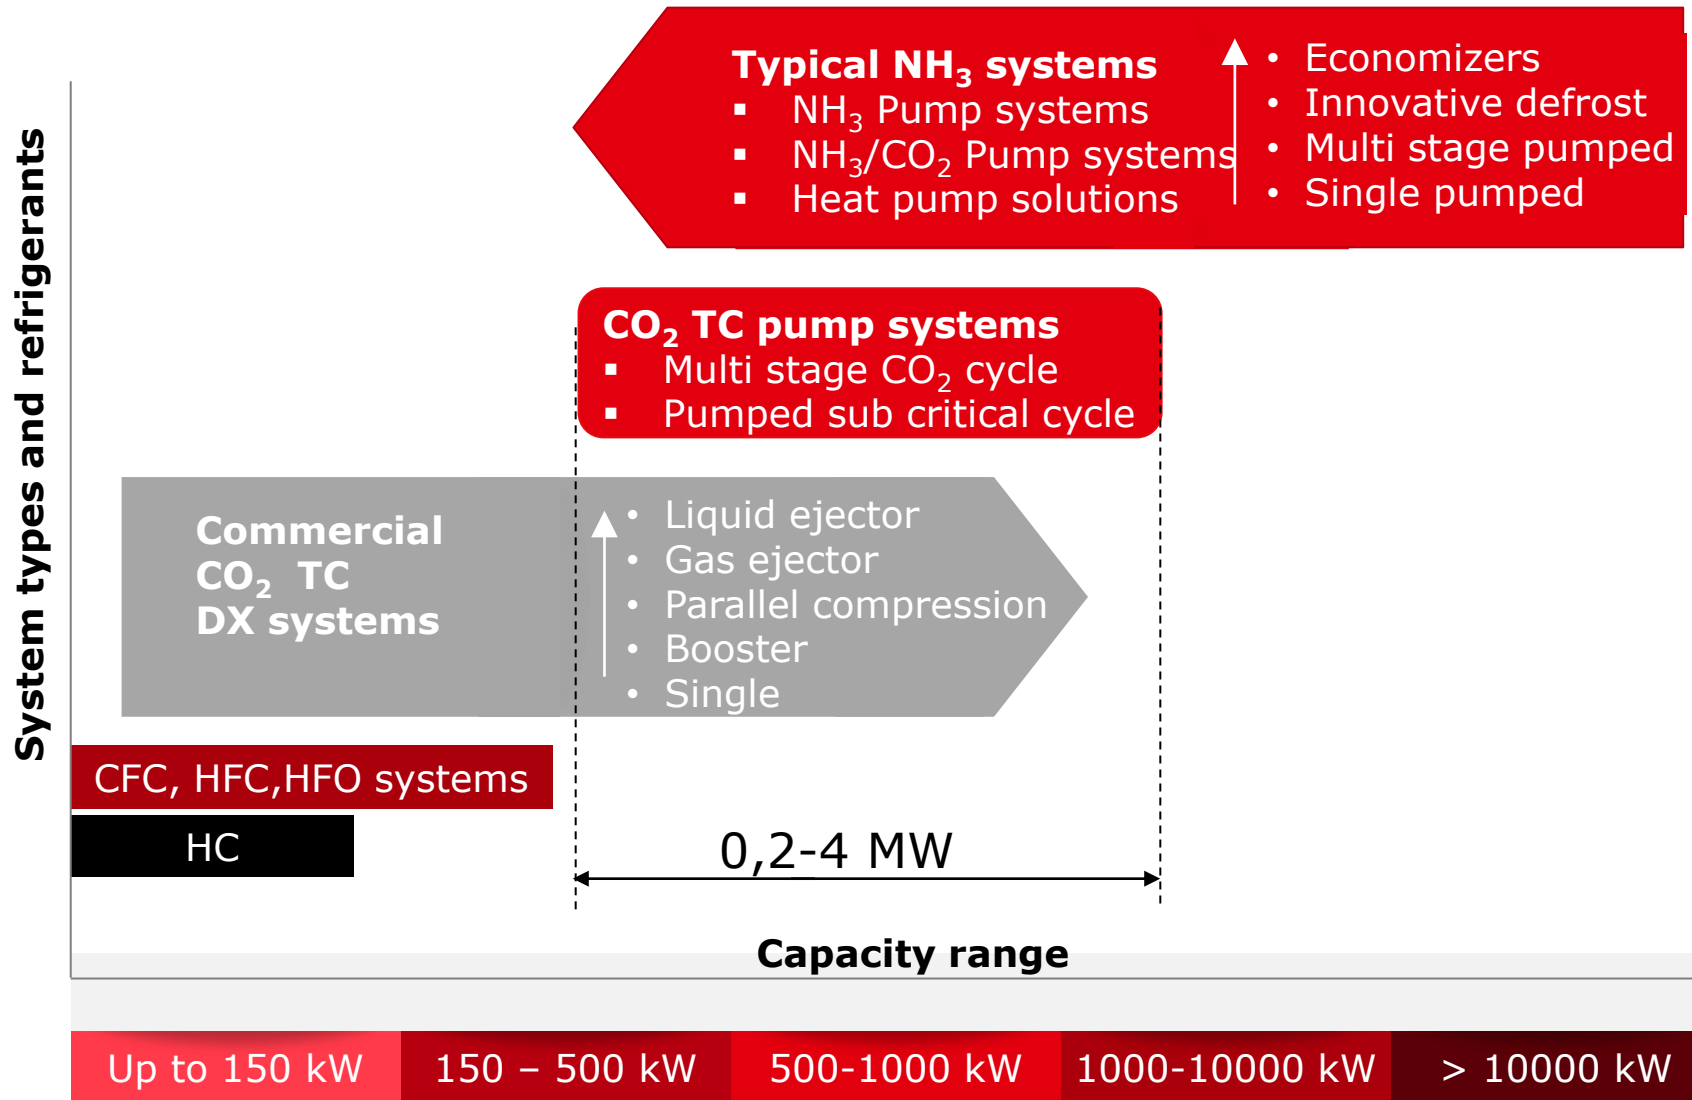 Typical NH₃ systems
▪ NH₃ Pump systems
▪ NH₃/CO₂ Pump systems
▪ Heat pump solutions
• Economizers
• Innovative defrost
• Multi stage pumped
• Single pumped
System types and refrigerants
CO₂ TC pump systems
▪ Multi stage CO₂ cycle
▪ Pumped sub critical cycle
Commercial
CO₂ TC
DX systems
• Liquid ejector
• Gas ejector
• Parallel compression
• Booster
• Single
CFC, HFC,HFO systems
HC
0,2-4 MW
Capacity range
Up to 150 kW
150 – 500 kW
500-1000 kW
1000-10000 kW
> 10000 kW